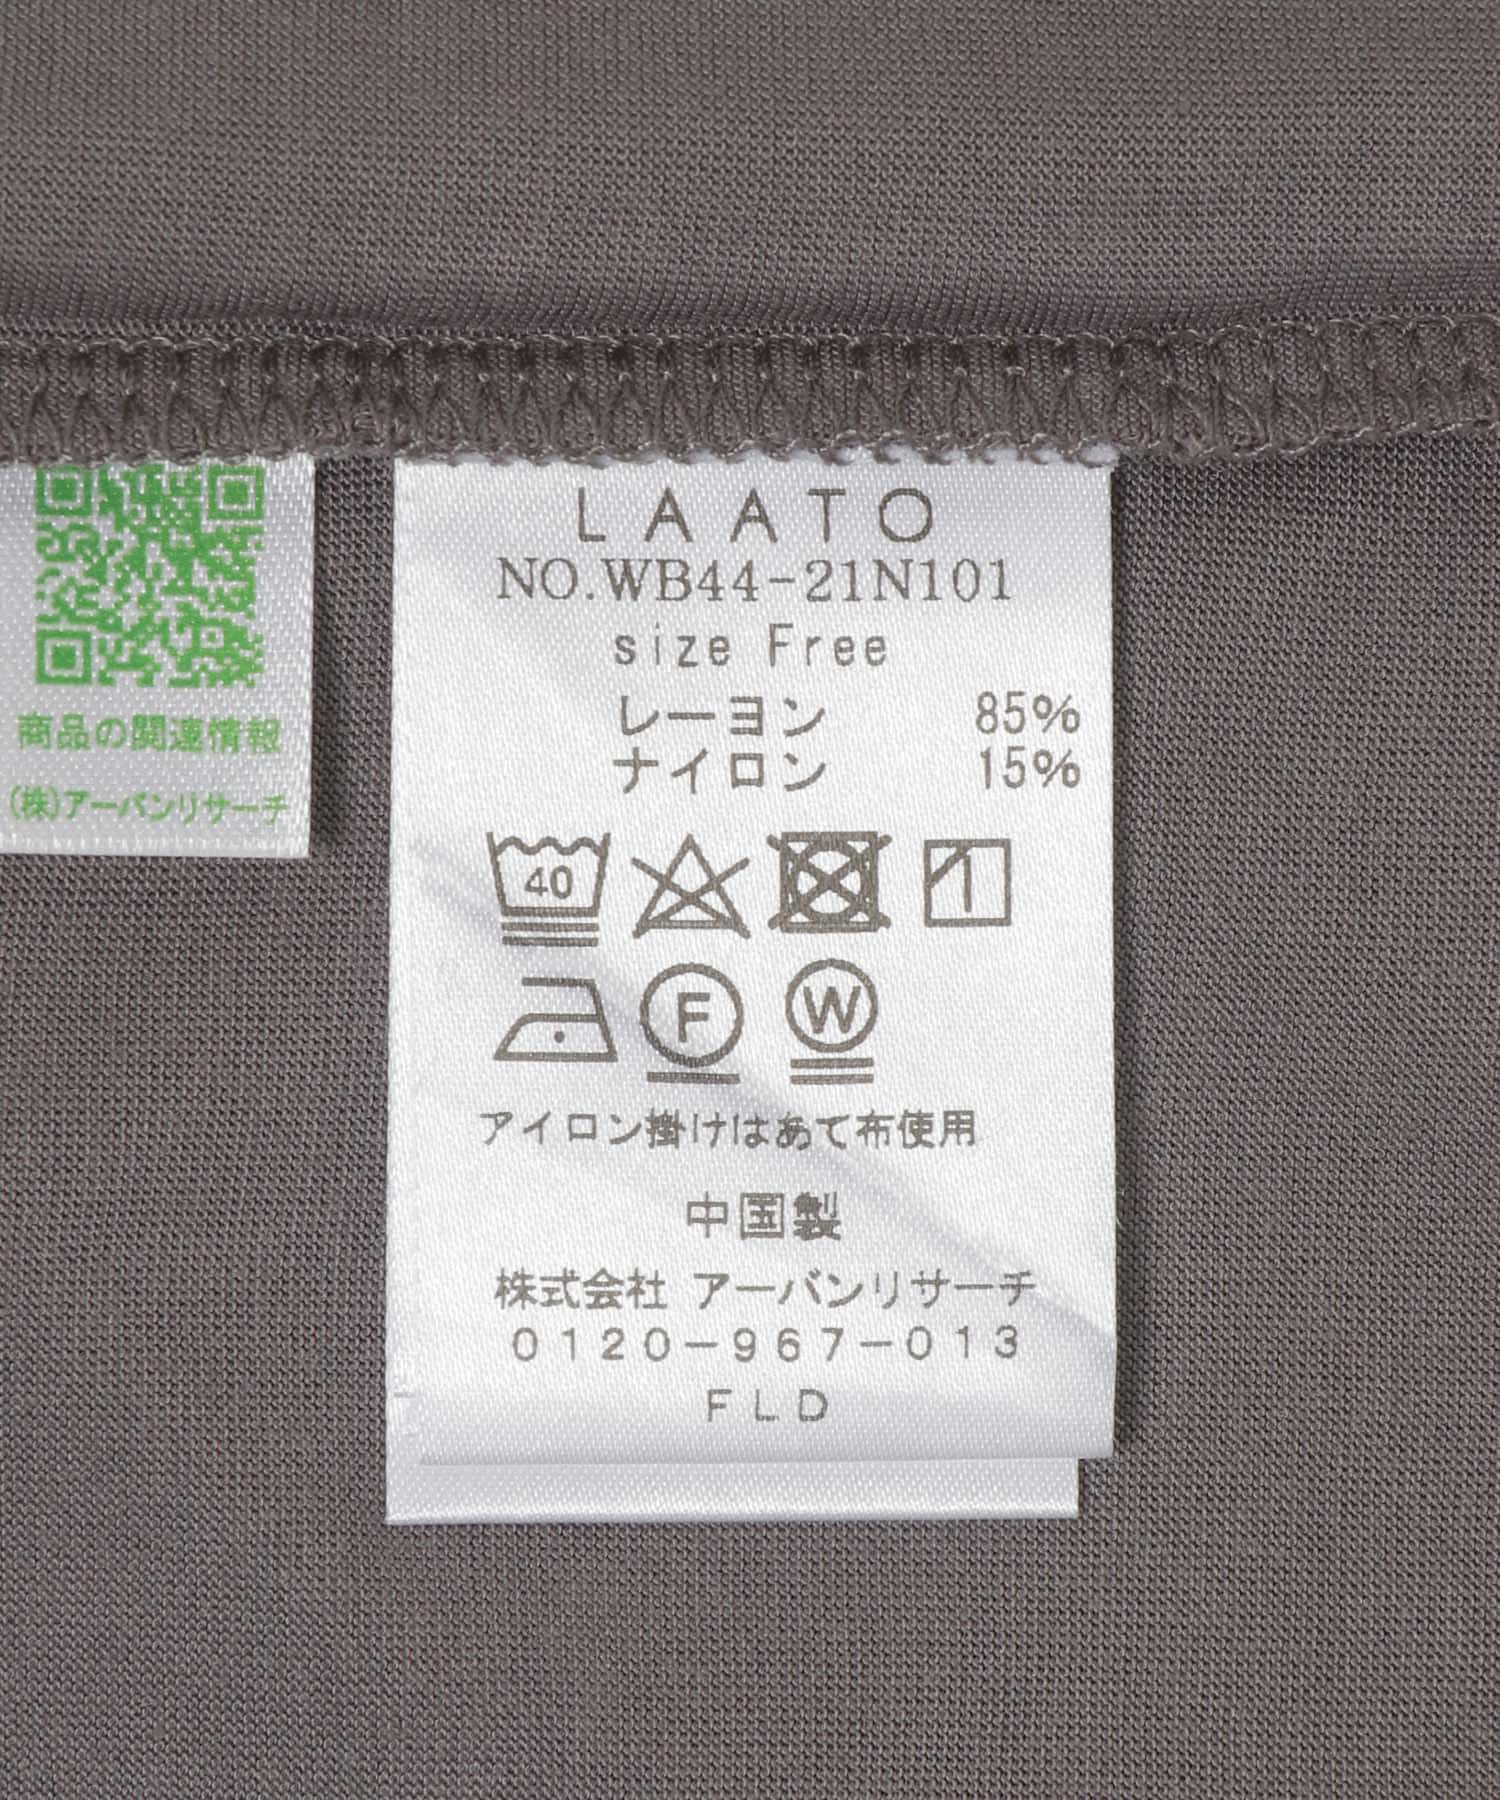 LAATO
NO.WB44-21N101
size Free
レーヨン 85%
ナイロン 15%
40
F
W
アイロン掛けはあて布使用
中国製
株式会社 アーバンリサーチ
0120-967-013
FLD
商品の関連情報
(株)アーバンリサーチ